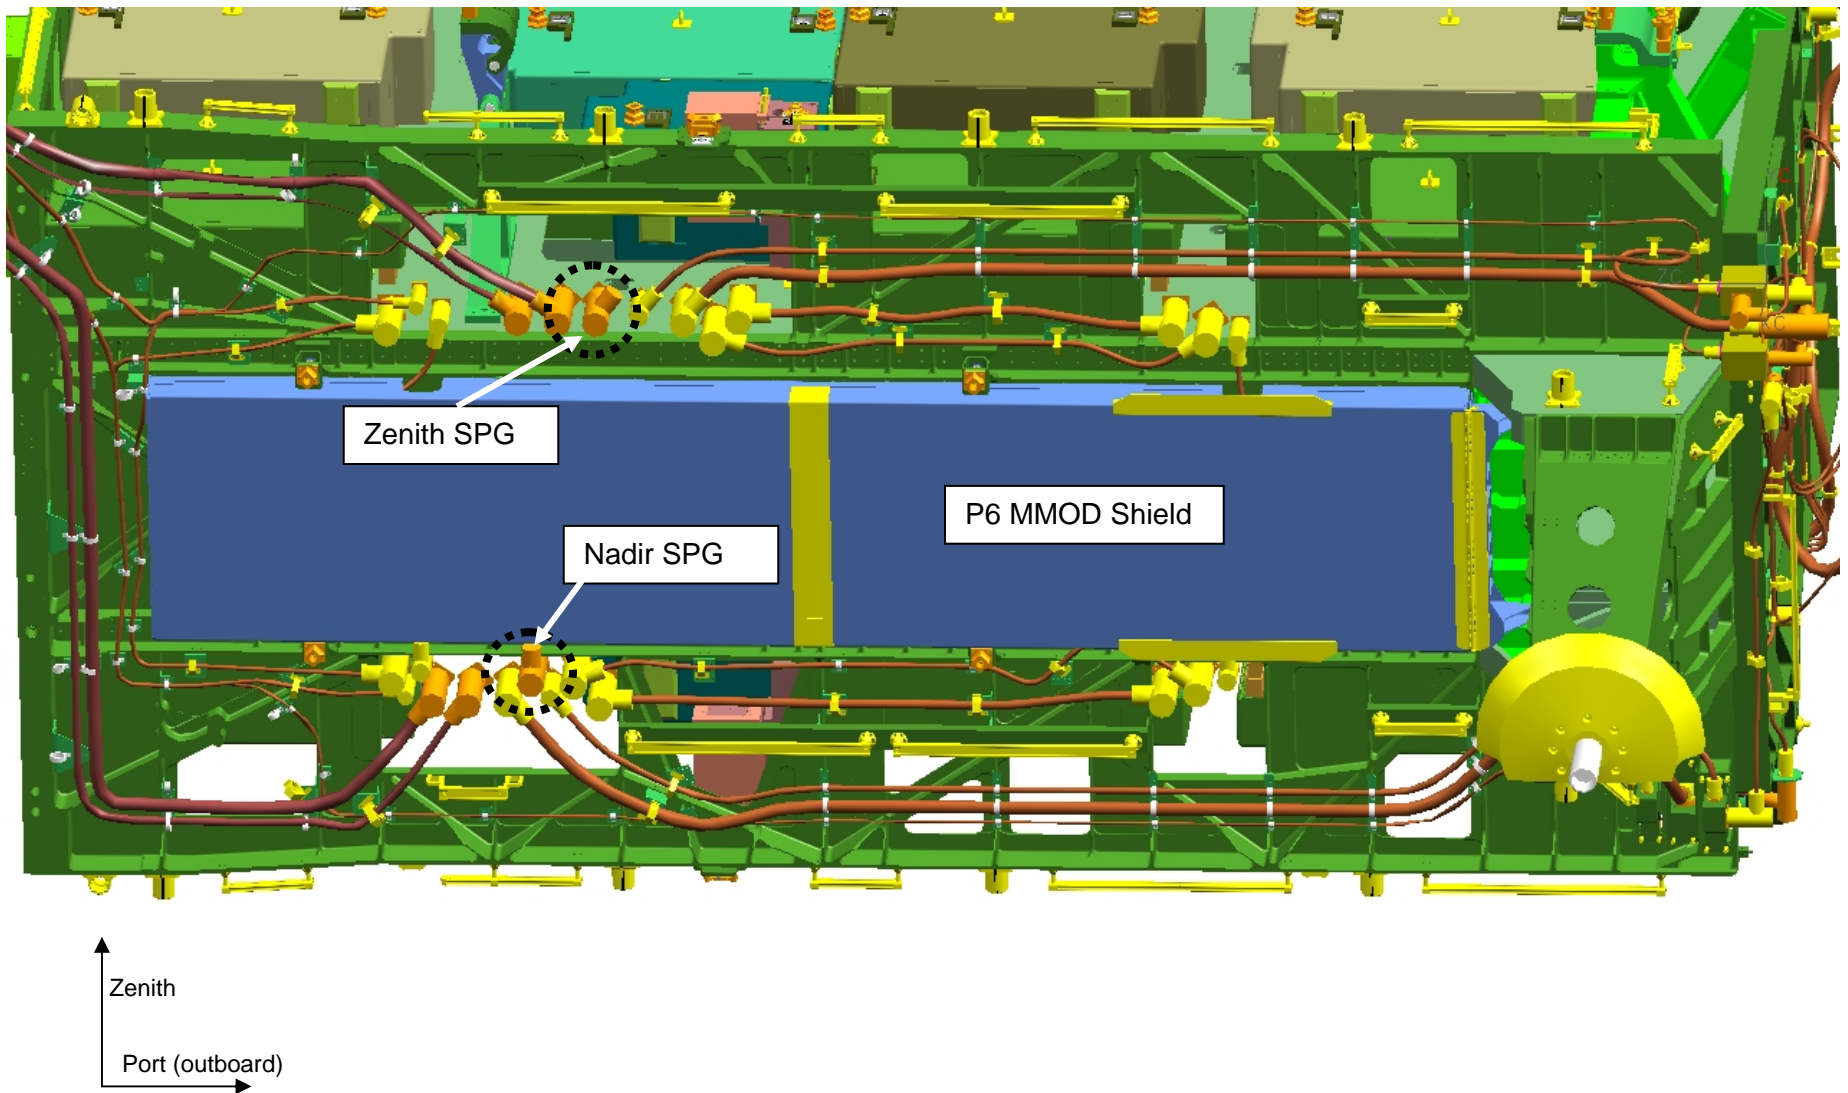 Zenith SPG
P6 MMOD Shield
Nadir SPG
Zenith
Port (outboard)